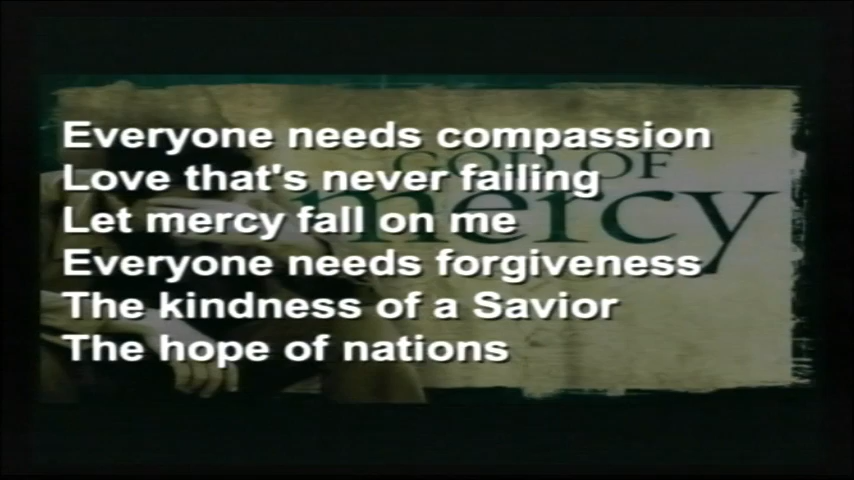 Everyone needs compassion
Love that's never failing
Let mercy fall on me
Everyone needs forgiveness
The kindness of a Savior
The hope of nations
GOD OF
mercy